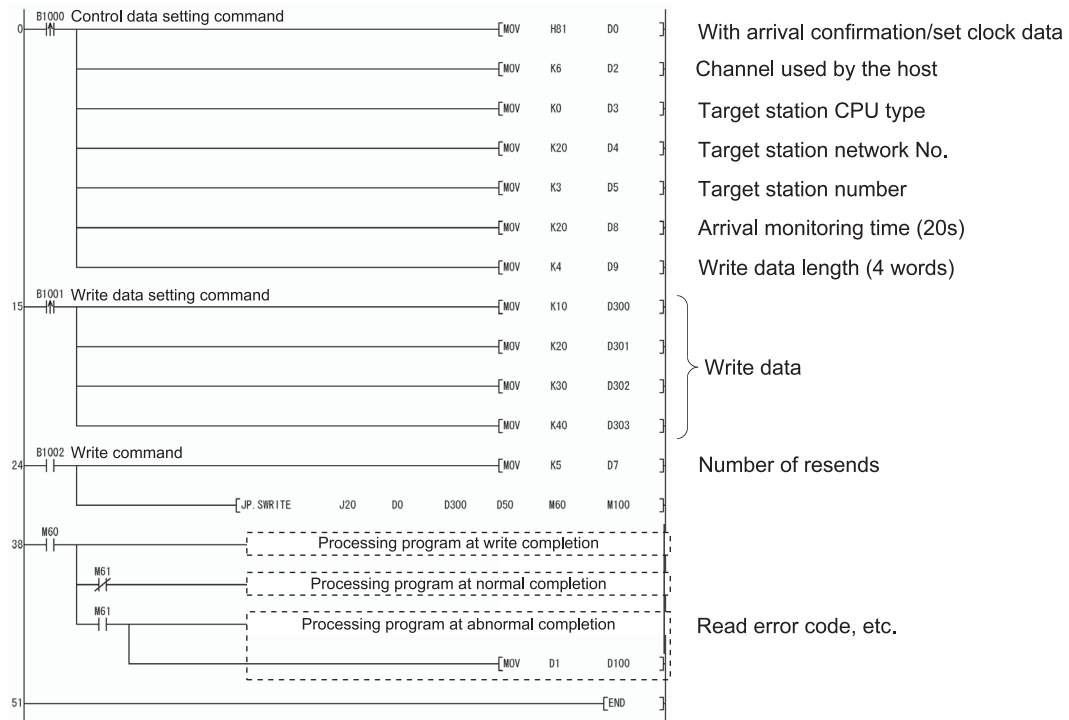 B1000 Control data setting command
0 MOV H81 D0 With arrival confirmation/set clock data
MOV K6 D2 Channel used by the host
MOV K0 D3 Target station CPU type
MOV K20 D4 Target station network No.
MOV K3 D5 Target station number
MOV K20 D8 Arrival monitoring time (20s)
MOV K4 D9 Write data length (4 words)
B1001 Write data setting command
15 MOV K10 D300
MOV K20 D301
Write data
MOV K30 D302
MOV K40 D303
B1002 Write command
24 MOV K5 D7 Number of resends
JP.SWRITE J20 D0 D300 D50 M60 M100
M60
38 Processing program at write completion
M61
Processing program at normal completion
M61
Processing program at abnormal completion Read error code, etc.
MOV D1 D100
51 END